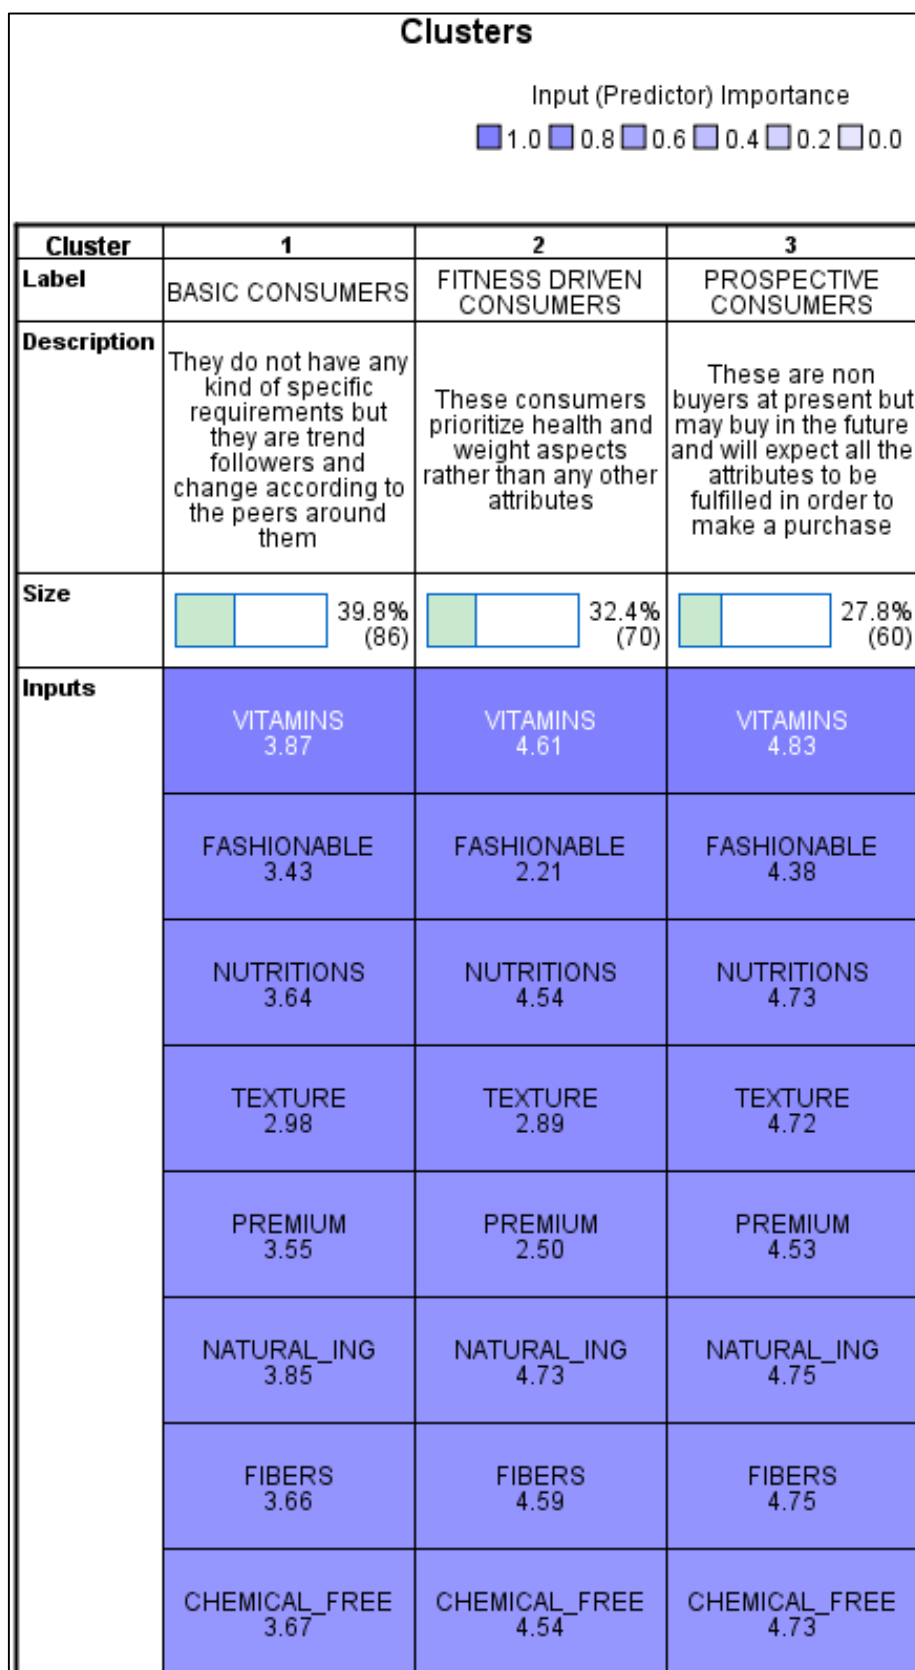 Clusters
Input (Predictor) Importance
1.0 0.8 0.6 0.4 0.2 0.0
Cluster 1 2 3
Label
BASIC CONSUMERS
FITNESS DRIVEN
CONSUMERS
PROSPECTIVE
CONSUMERS
Description
They do not have any
kind of specific
requirements but
they are trend
followers and
change according to
the peers around
them
These consumers
prioritize health and
weight aspects
rather than any other
attributes
These are non
buyers at present but
may buy in the future
and will expect all the
attributes to be
fulfilled in order to
make a purchase
Size
39.8%
(86)
32.4%
(70)
27.8%
(60)
Inputs
VITAMINS VITAMINS VITAMINS
3.87 4.61 4.83
FASHIONABLE FASHIONABLE FASHIONABLE
3.43 2.21 4.38
NUTRITIONS NUTRITIONS NUTRITIONS
3.64 4.54 4.73
TEXTURE TEXTURE TEXTURE
2.98 2.89 4.72
PREMIUM PREMIUM PREMIUM
3.55 2.50 4.53
NATURAL_ING NATURAL_ING NATURAL_ING
3.85 4.73 4.75
FIBERS FIBERS FIBERS
3.66 4.59 4.75
CHEMICAL_FREE CHEMICAL_FREE CHEMICAL_FREE
3.67 4.54 4.73